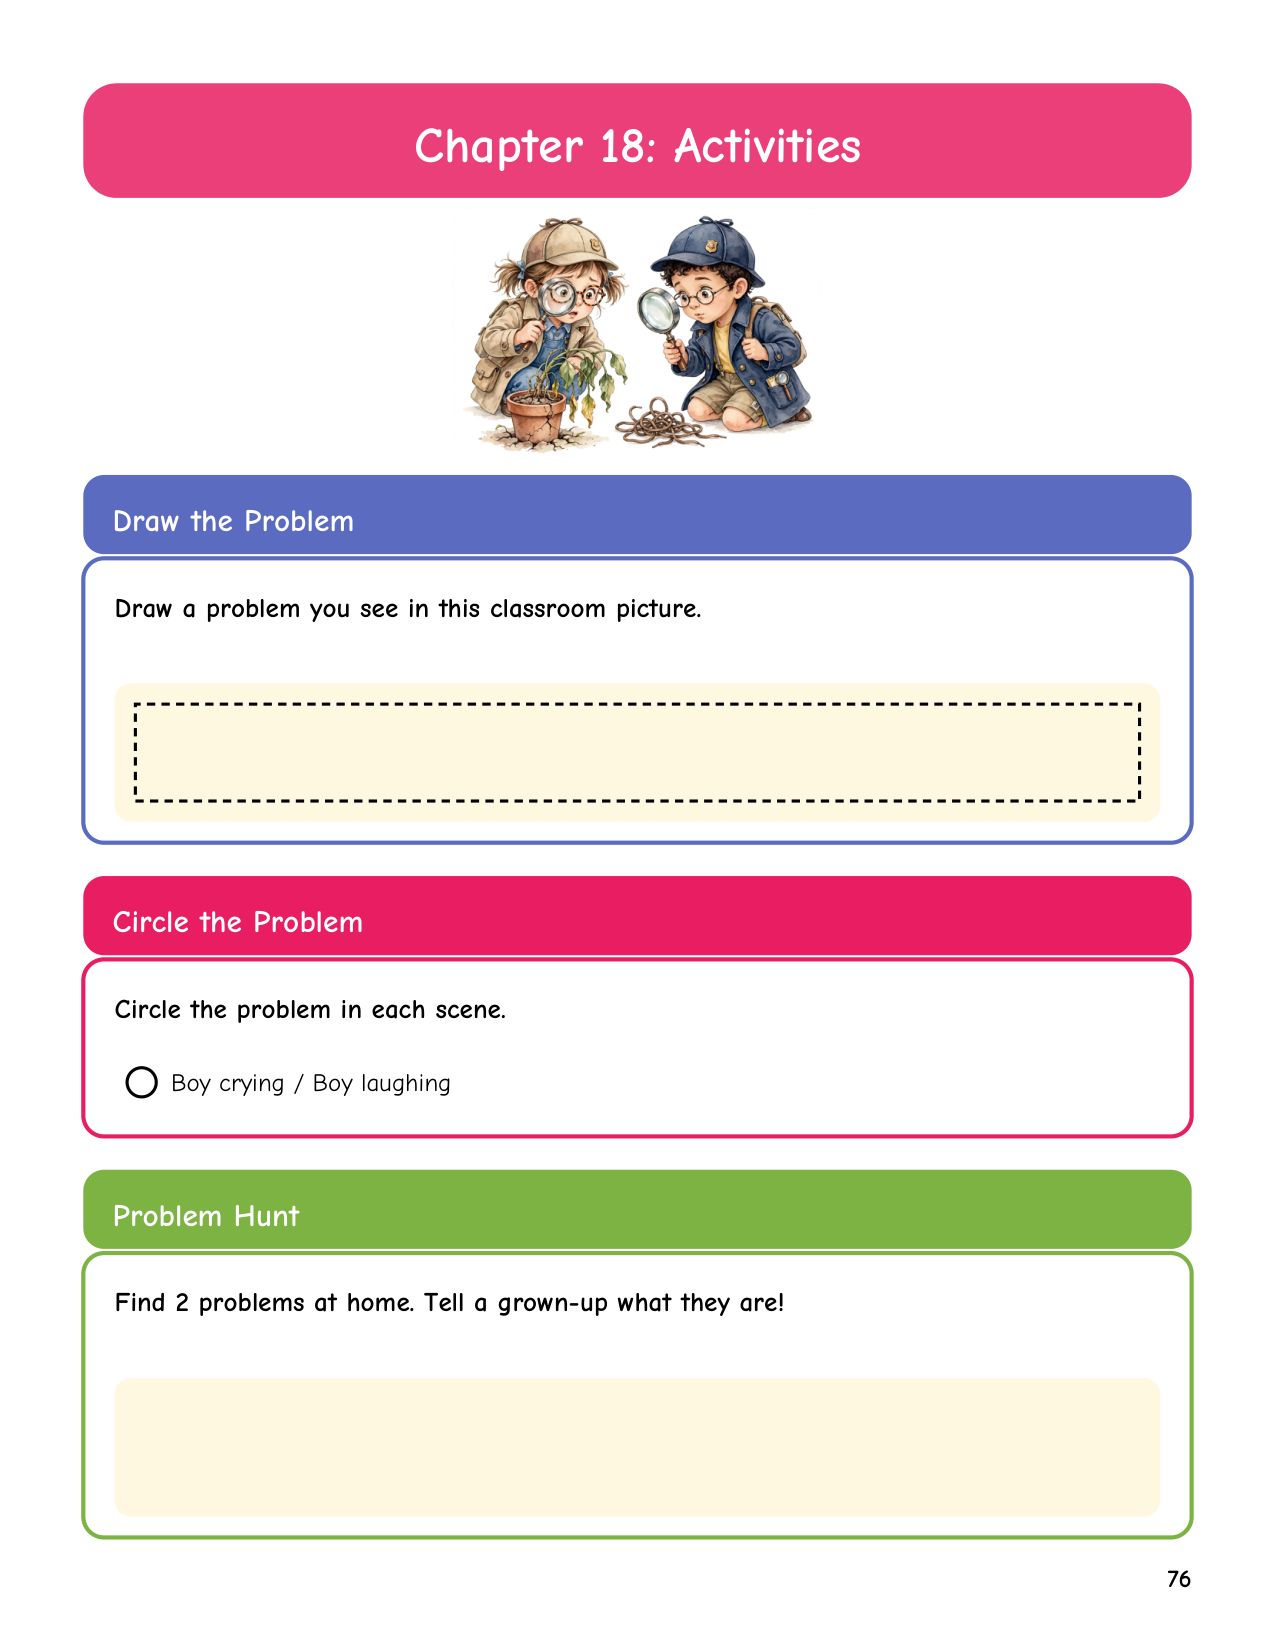 Chapter 18: Activities
Draw the Problem
Draw a problem you see in this classroom picture.
Circle the Problem
Circle the problem in each scene.
Boy crying / Boy laughing
Problem Hunt
Find 2 problems at home. Tell a grown-up what they are!
76